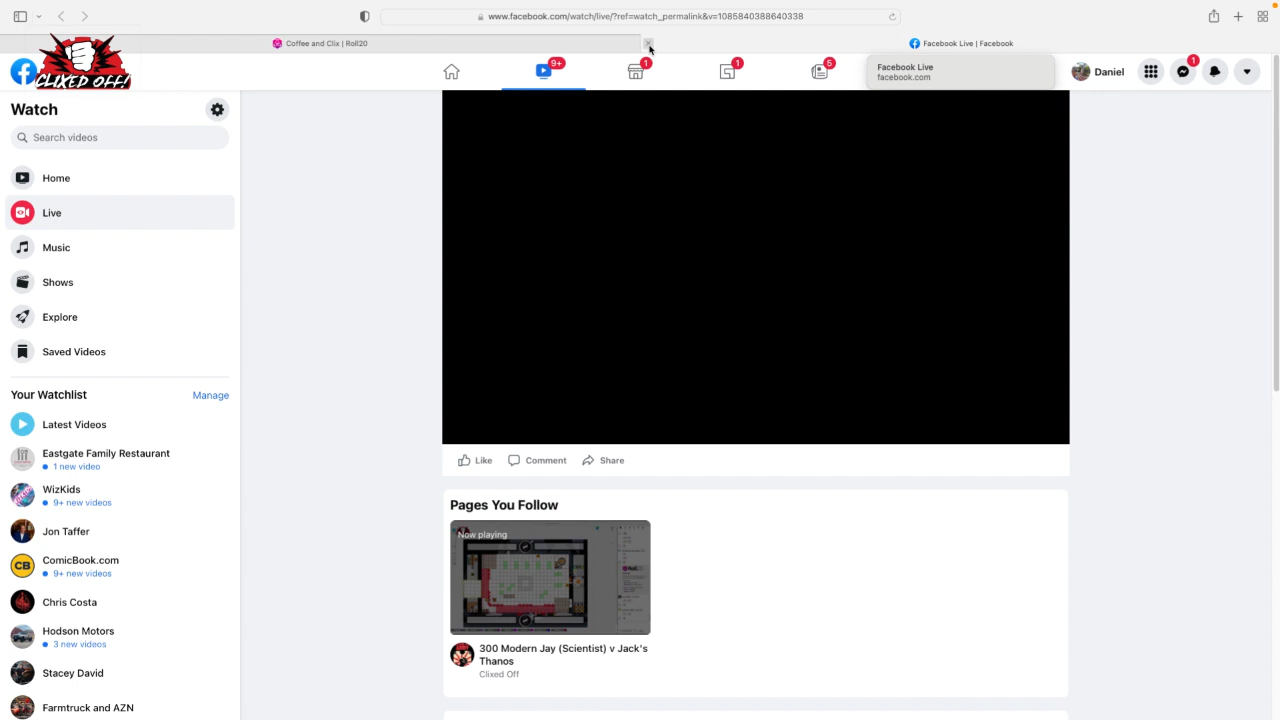 www.facebook.com/watch/live/?ref=watch_permalink&v=1085840388640338
Coffee and Clix | Roll20
Facebook Live | Facebook
CLIXED OFF!
9+
1
1
5
Facebook Live
facebook.com
Daniel
1
Watch
Search videos
Home
Live
Music
Shows
Explore
Saved Videos
Your Watchlist
Manage
Latest Videos
Eastgate Family Restaurant
1 new video
WizKids
9+ new videos
Jon Taffer
CB
ComicBook.com
9+ new videos
Chris Costa
Hodson Motors
3 new videos
Stacey David
Farmtruck and AZN
Like
Comment
Share
Pages You Follow
Now playing
300 Modern Jay (Scientist) v Jack's
Thanos
Clixed Off